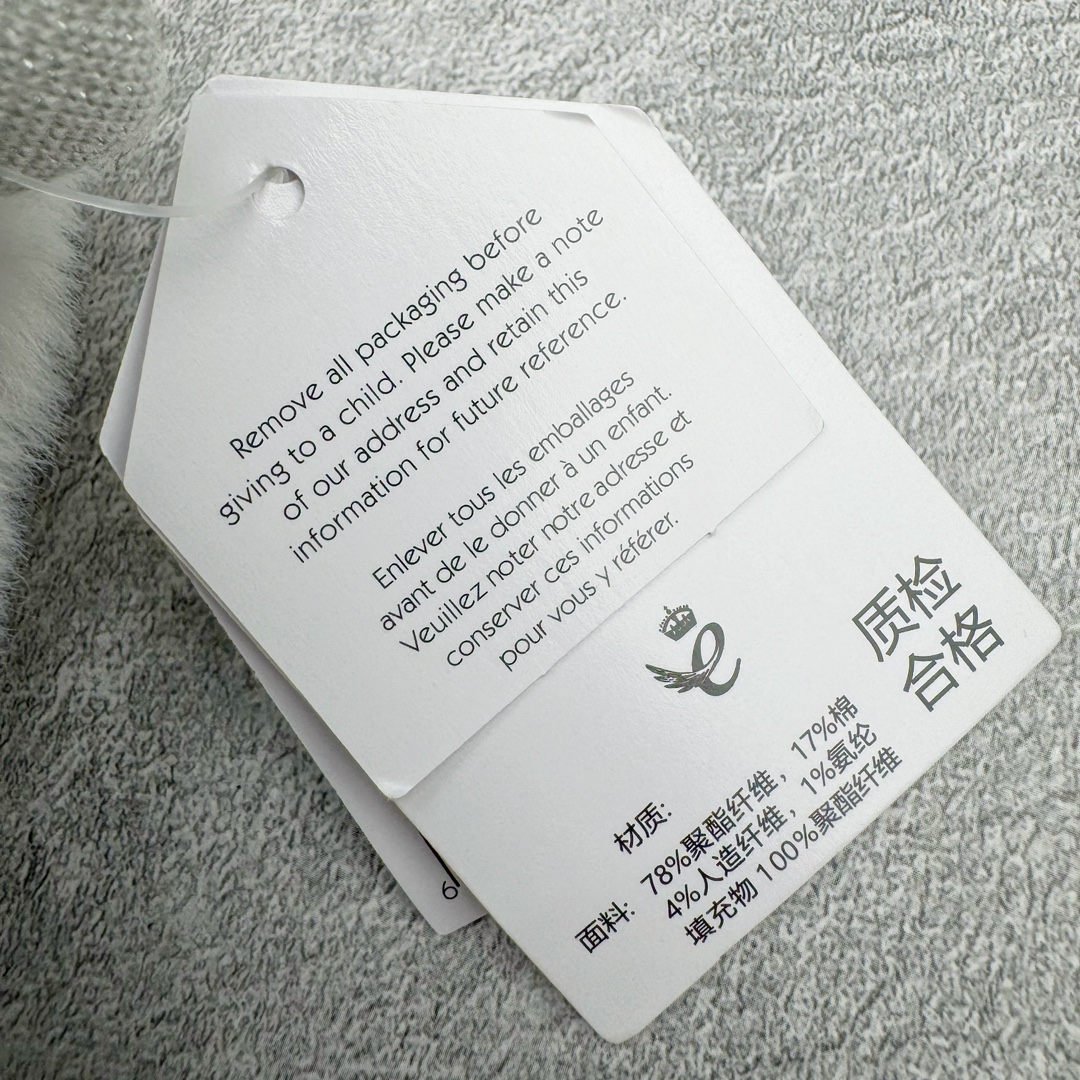 Remove all packaging before
giving to a child. Please make a note
of our address and retain this
information for future reference.
Enlever tous les emballages
avant de le donner à un enfant.
Veuillez noter notre adresse et
conserver ces informations
pour vous y référer.
e
质检
合格
材质:
面料: 78%聚酯纤维，17%棉
4%人造纤维，1%氨纶
填充物 100%聚酯纤维
6